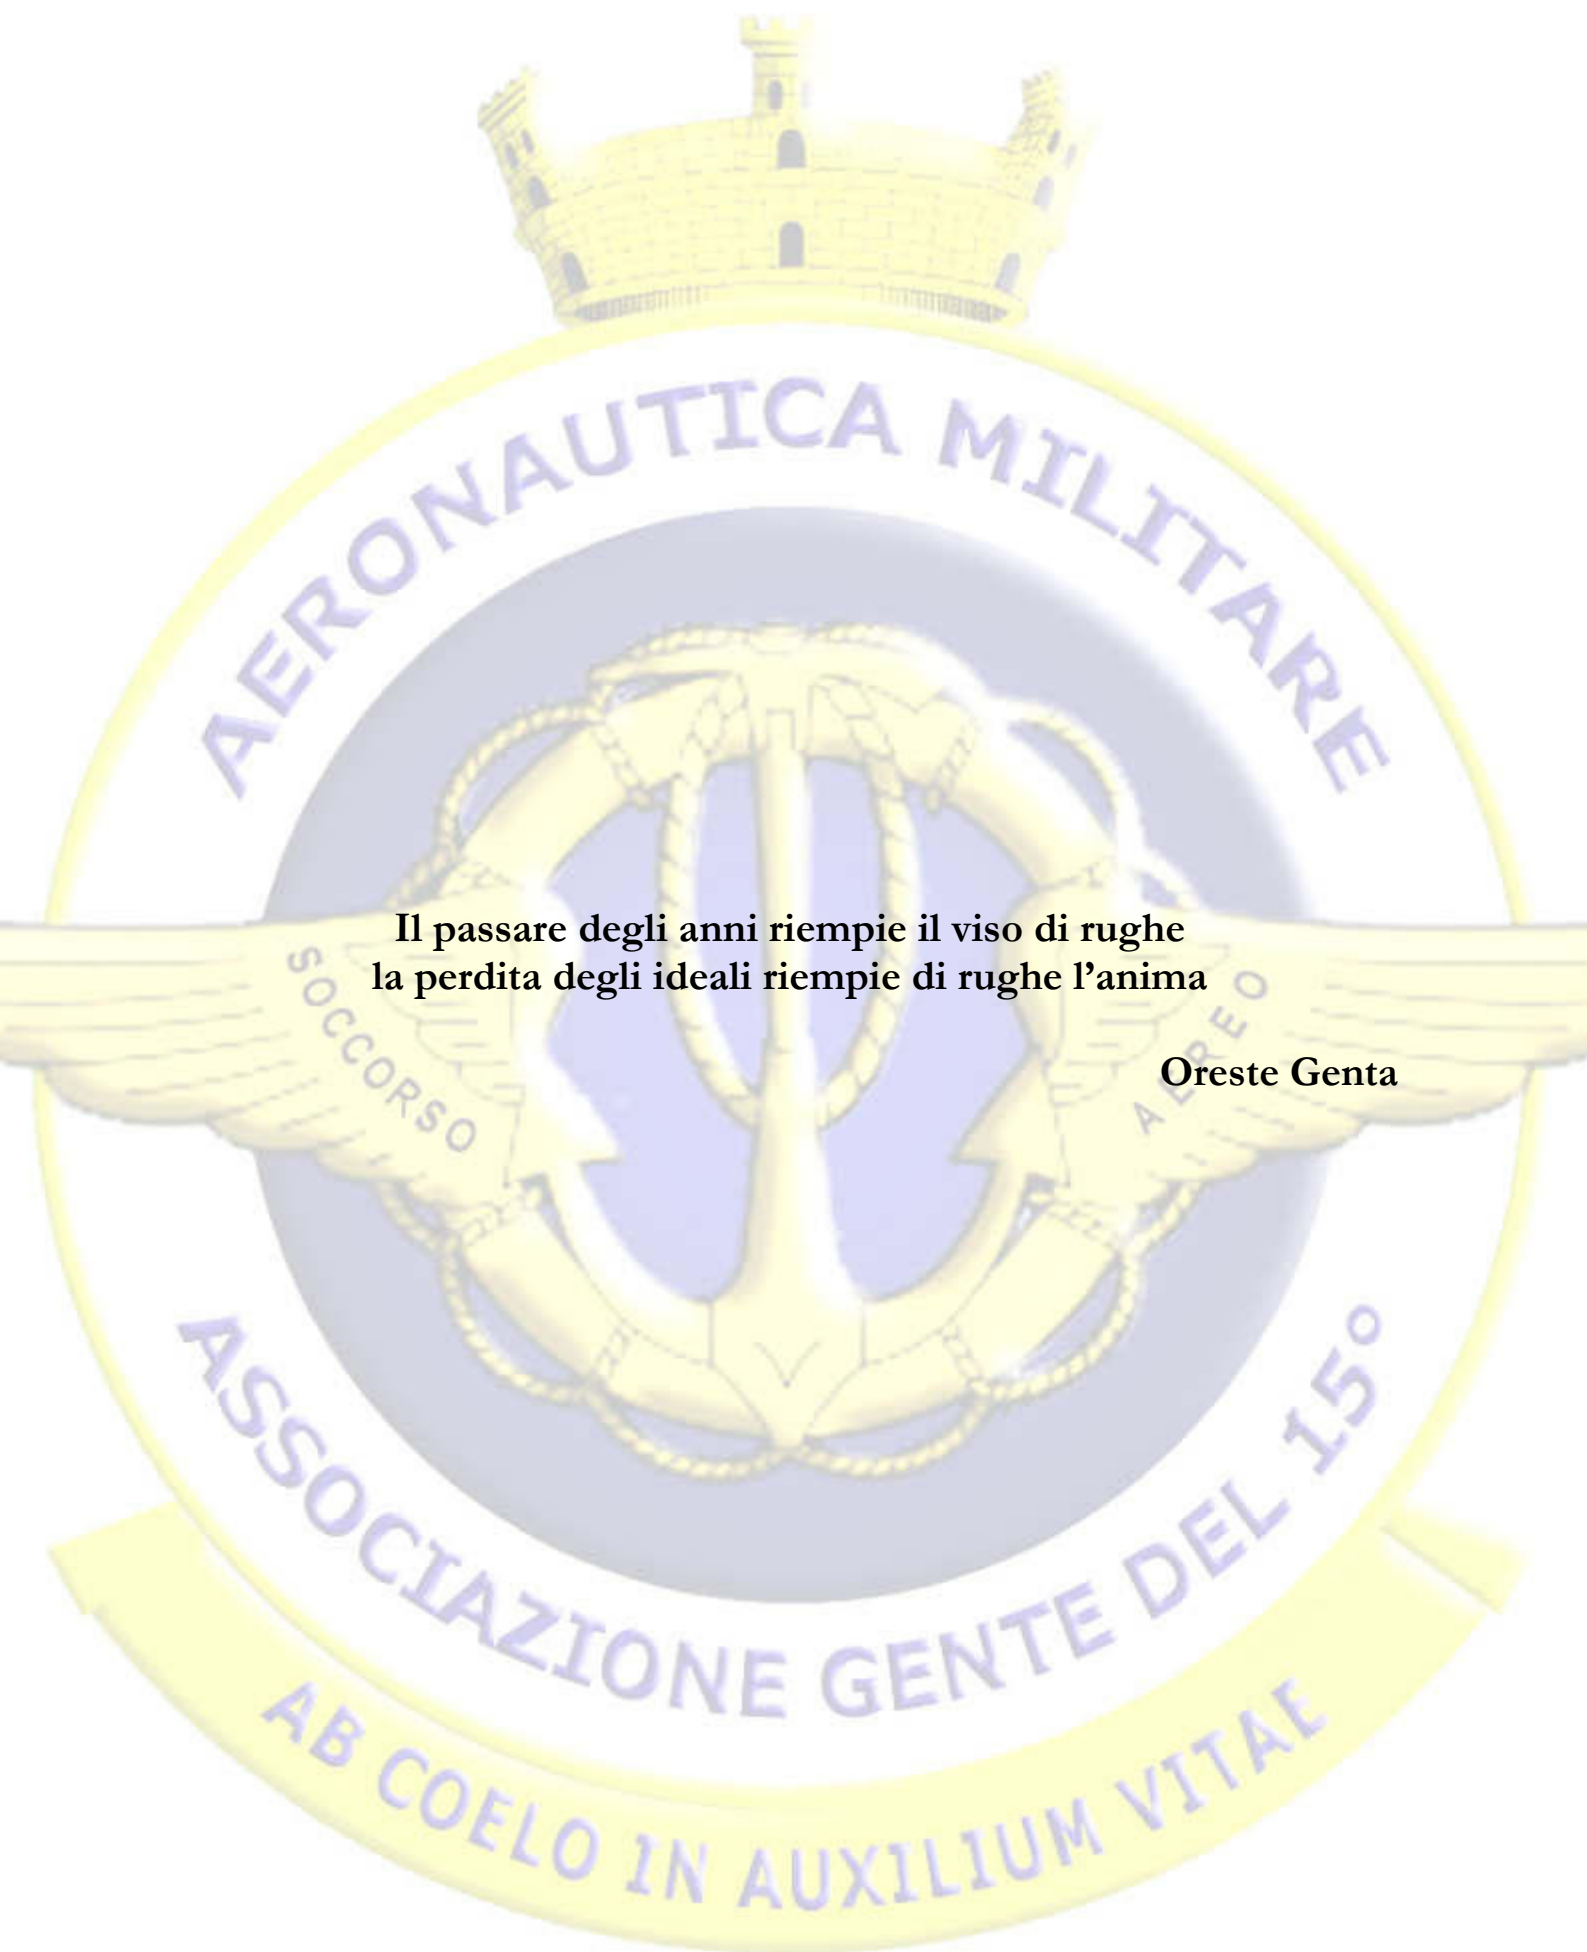 AERONAUTICA MILITARE
Il passare degli anni riempie il viso di rughe
la perdita degli ideali riempie di rughe l’anima
SOCCORSO
AEREO
Oreste Genta
ASSOCIAZIONE GENTE DEL 15°
AB COELO IN AUXILIUM VITAE